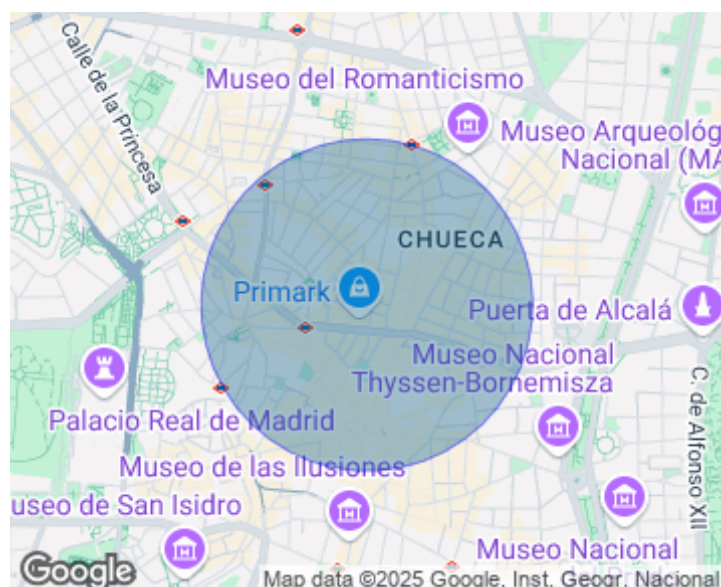 Calle de la Princesa
Museo del Romanticismo
Museo Arqueológ
Nacional (MA
CHUECA
Primark
Puerta de Alcalá
Museo Nacional
Thyssen-Bornemisza
Palacio Real de Madrid
C. de Alfonso XII
Museo de las Ilusiones
useo de San Isidro
Museo Nacional
Google
Map data ©2025 Google, Inst. Geogr. Nacional